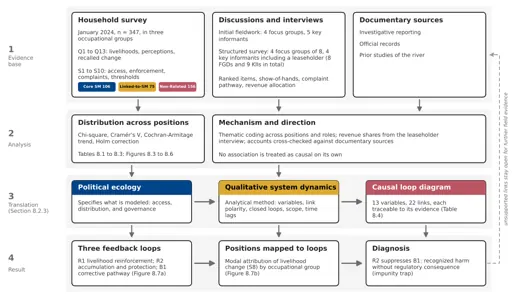 Household survey
January 2024, n = 347, in three
occupational groups
Q1 to Q13: livelihoods, perceptions,
recalled change
S1 to S10: access, enforcement,
complaints, thresholds
Core SM 100
Linked-to-SM 75
Discussions and interviews
Initial fieldwork: 4 focus groups, 5 key
informants
Structured survey: 4 focus groups of 8, 4
key informants including a leaseholder (8
FGDs and 9 KIIs in total)
Ranked items, show-of-hands, complaint
pathway, revenue allocation
Documentary sources
Investigative reporting
Official records
Prior studies of the river
1
Evidence
base
2
Analysis
Distribution across positions
Chi-square, Cramér's V, Cochran-Armitage
trend, Holm correction
Tables 8.1 to 8.3; Figures 8.3 to 8.6
Mechanism and direction
Thematic coding across positions and roles; revenue shares from the leaseholder
interview; accounts cross-checked against documentary sources
No association is treated as causal on its own
3
Translation
(Section 8.2.3)
Political ecology
Specifies what is modeled: access,
distribution, and governance
Qualitative system dynamics
Analytical method: variables, link
polarity, closed loops, scope, time
lags
Causal loop diagram
13 variables, 22 links, each
traceable to its evidence (Table
8.4)
4
Result
Three feedback loops
R1 livelihood reinforcement; R2
accumulation and protection; B1
corrective pathway (Figure 8.7a)
Positions mapped to loops
Modal attribution of livelihood
change (S8) by occupational group
(Figure 8.7b)
Diagnosis
R2 suppresses B1: recognized harm
without regulatory consequence
(impunity trap)
unsupported links stay open for further field evidence